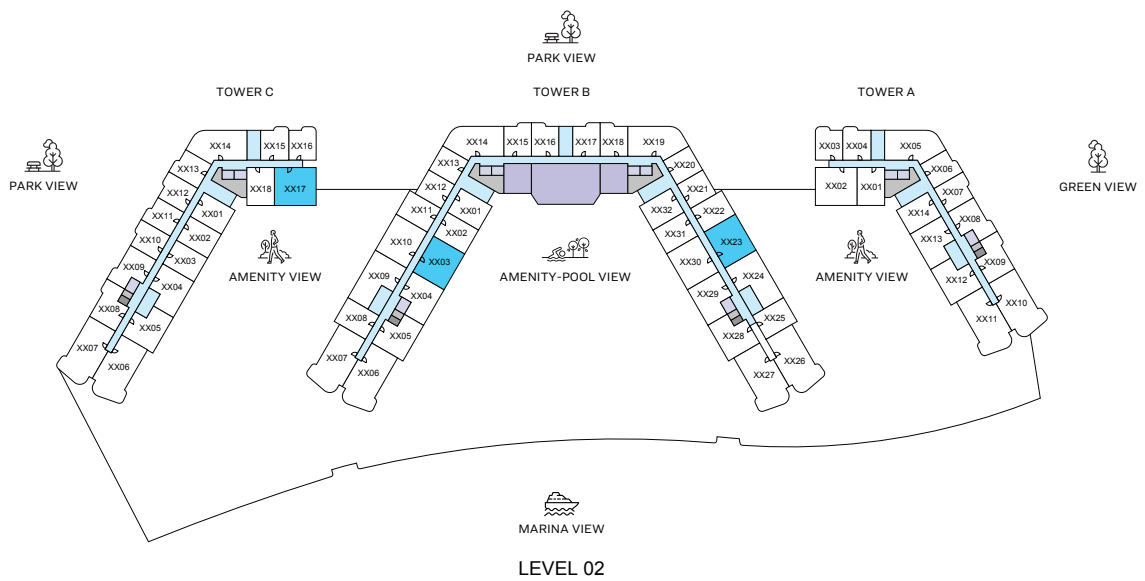 PARK VIEW
TOWER C
TOWER B
TOWER A
PARK VIEW
GREEN VIEW
XX14
XX15
XX16
XX13
XX12
XX11
XX10
XX09
XX08
XX07
XX06
XX05
XX04
XX03
XX02
XX01
XX18
XX17
AMENITY VIEW
XX14
XX15
XX16
XX17
XX18
XX19
XX13
XX12
XX11
XX10
XX09
XX08
XX07
XX06
XX05
XX04
XX03
XX02
XX01
AMENITY-POOL VIEW
XX20
XX21
XX22
XX23
XX24
XX25
XX26
XX27
XX28
XX29
XX30
XX31
XX32
AMENITY VIEW
XX03
XX04
XX05
XX02
XX01
XX06
XX07
XX08
XX09
XX10
XX11
XX12
XX13
XX14
MARINA VIEW
LEVEL 02